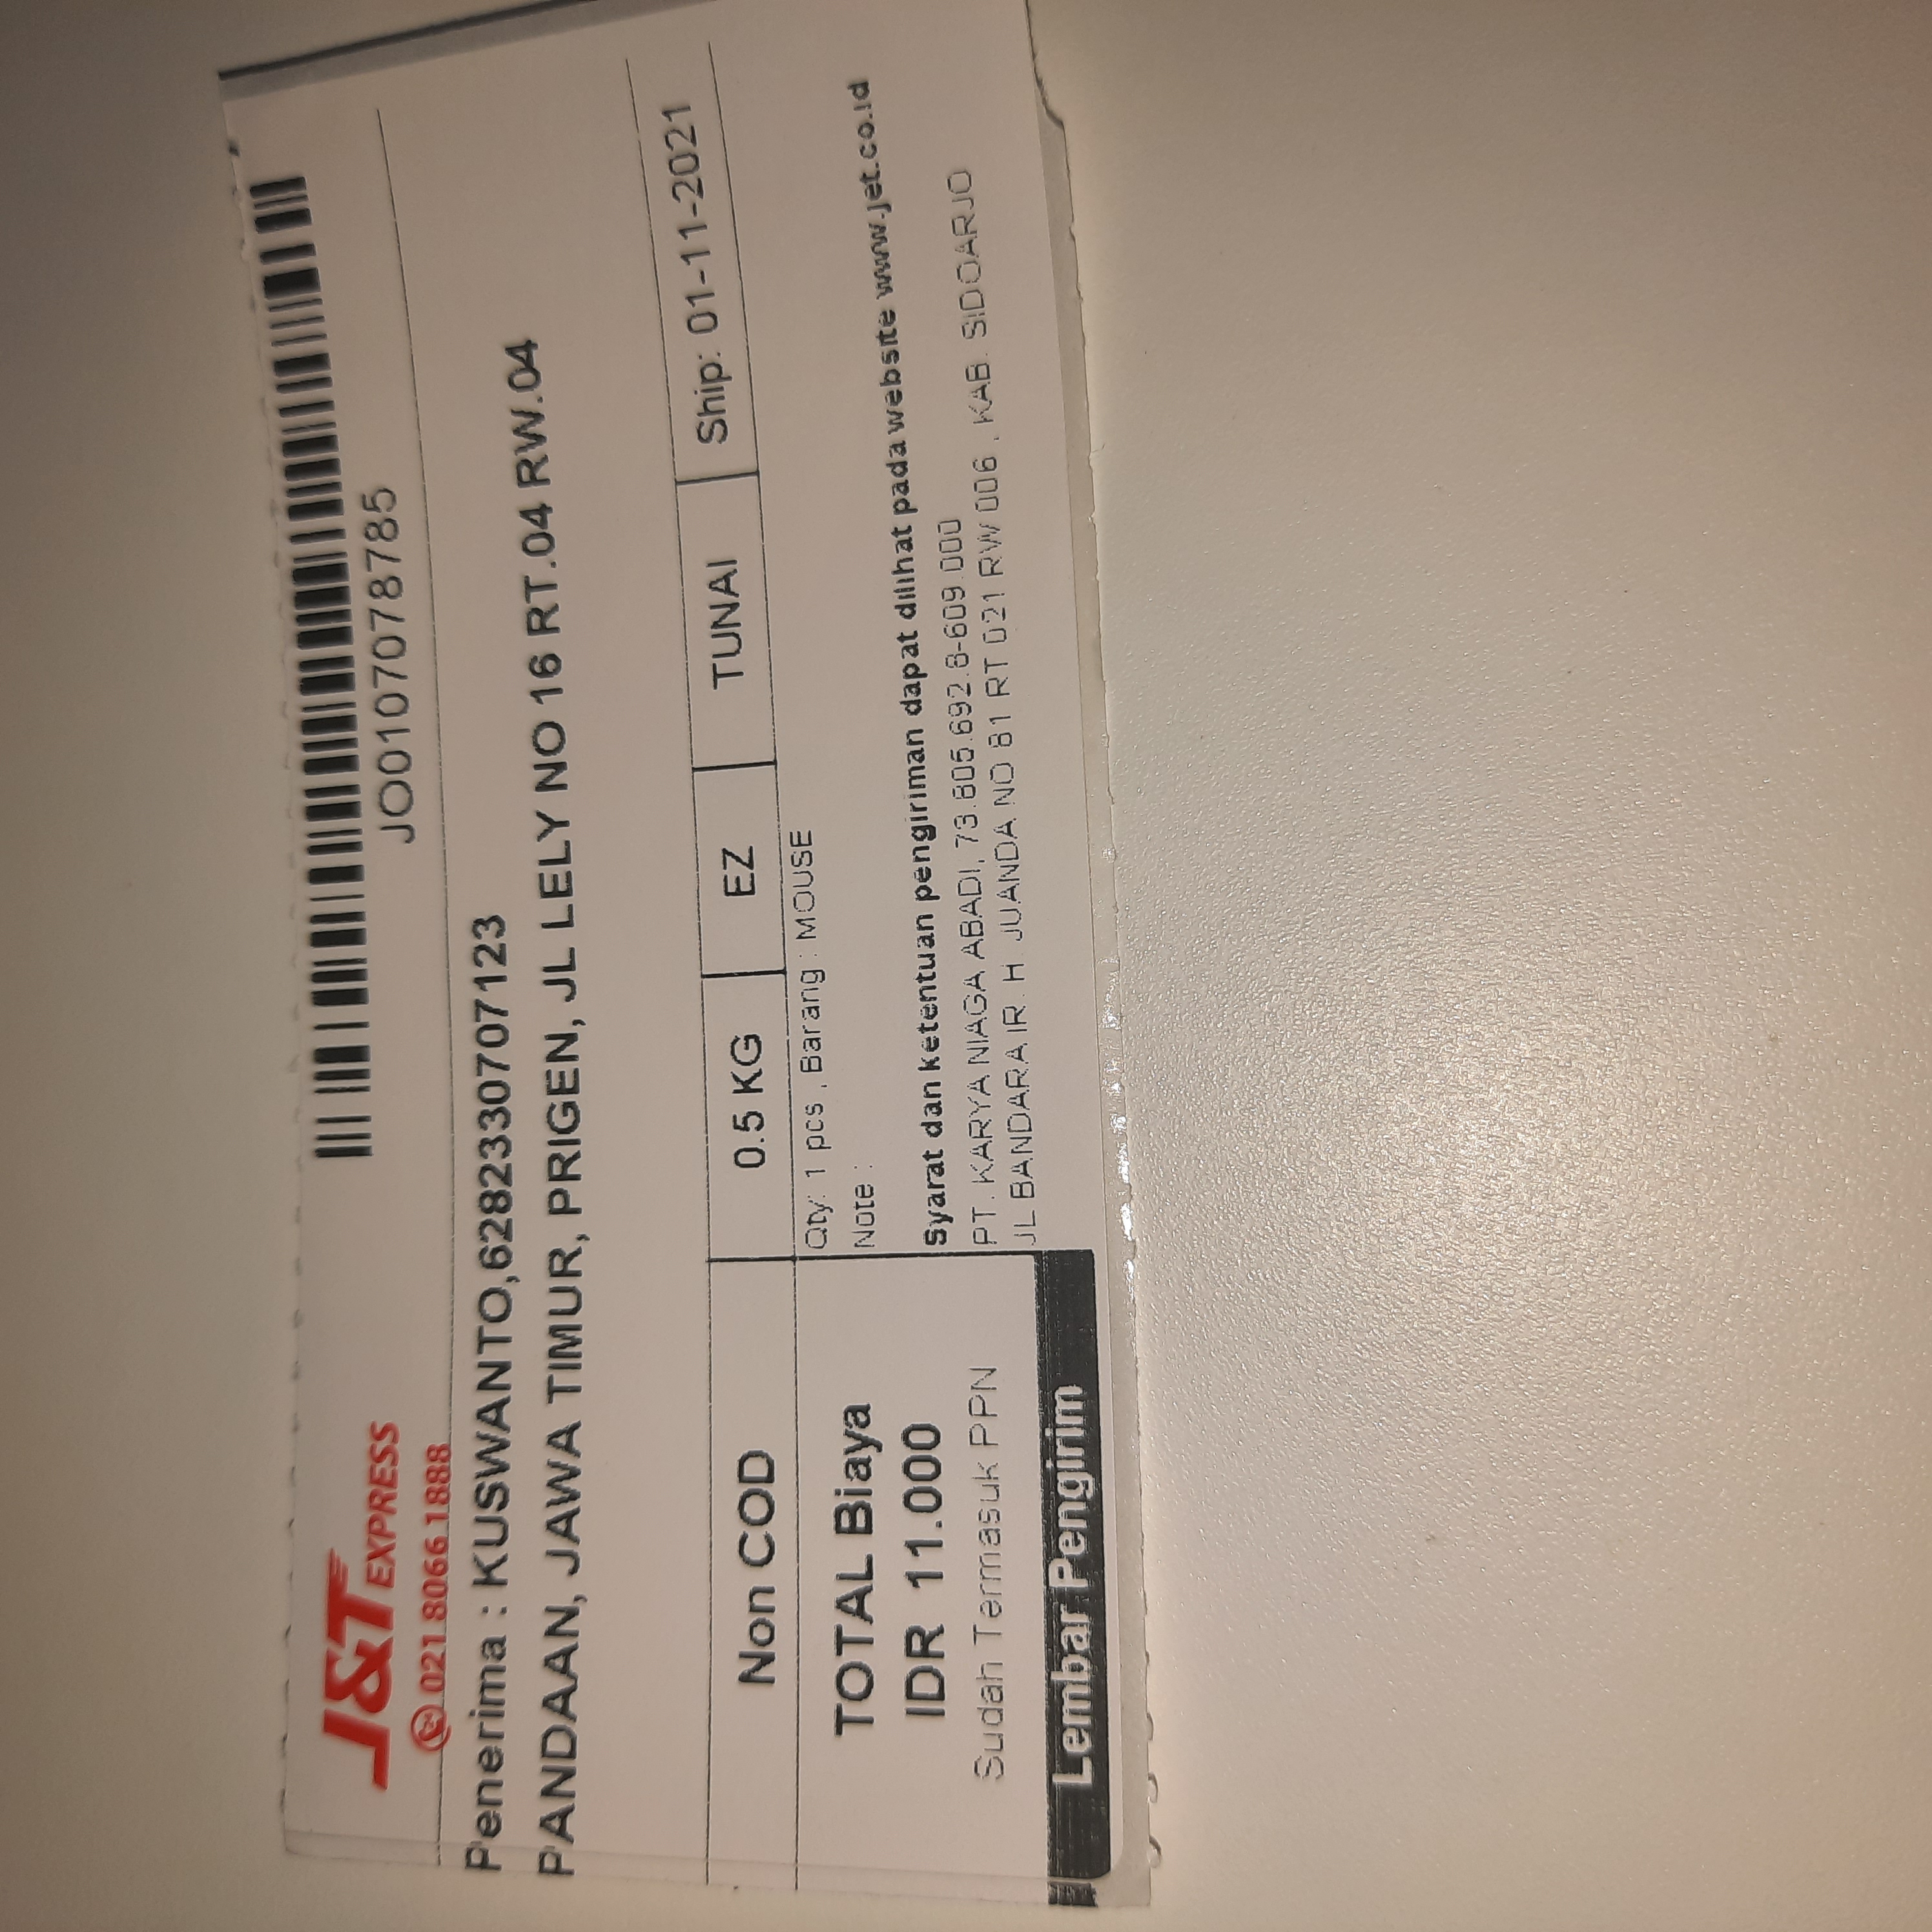 J&T EXPRESS
JO0107078785
021 8066 1888
Penerima : KUSWANTO,6282330707123
PANDAAN, JAWA TIMUR, PRIGEN, JL LELY NO 16 RT.04 RW.04
Non COD 0.5 KG EZ TUNAI Ship: 01-11-2021
Qty: 1 pcs , Barang : MOUSE
Note :
TOTAL Biaya
IDR 11.000
Sudah Termasuk PPN
Lembar Pengirim
Syarat dan ketentuan pengiriman dapat dilihat pada website www.jet.co.id
PT. KARYA NIAGA ABADI, 73.805.692.8-609.000
JL BANDARA IR. H. JUANDA NO 81 RT 021 RW 006 , KAB. SIDOARJO